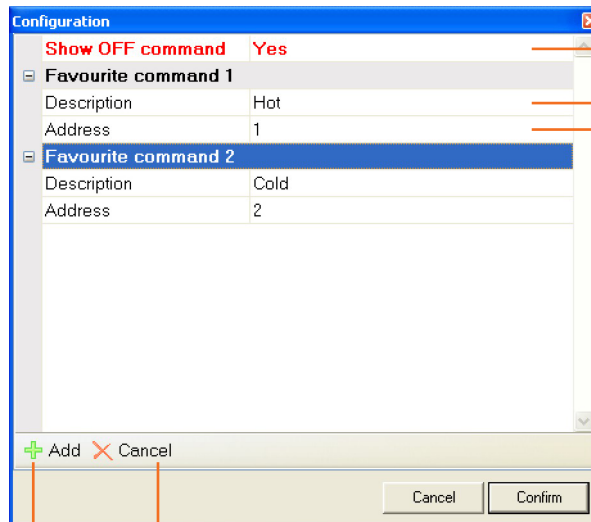 Configuration
Show OFF command Yes
Favourite command 1
Description Hot
Address 1
Favourite command 2
Description Cold
Address 2
Add Cancel
Cancel Confirm